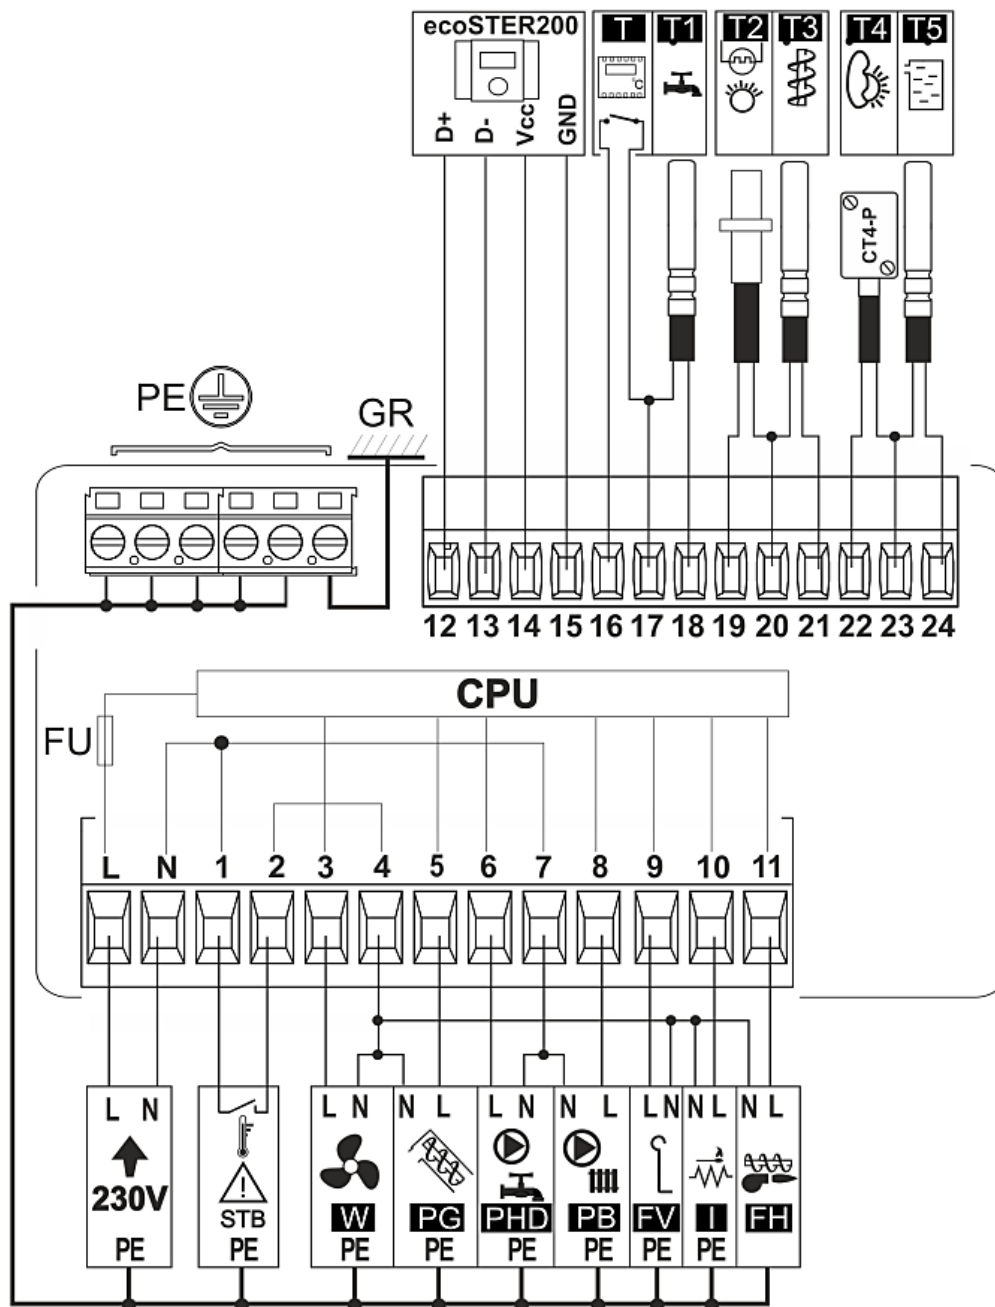 ecoSTER200
D+ D- Vcc GND
T T1 T2 T3 T4 T5
°C
CT4-P
PE GR
12 13 14 15 16 17 18 19 20 21 22 23 24
CPU
FU
L N 1 2 3 4 5 6 7 8 9 10 11
L N L N N L L N N L L N N L N L
230V
STB
W PG PHD PB FV I FH
PE PE PE PE PE PE PE PE